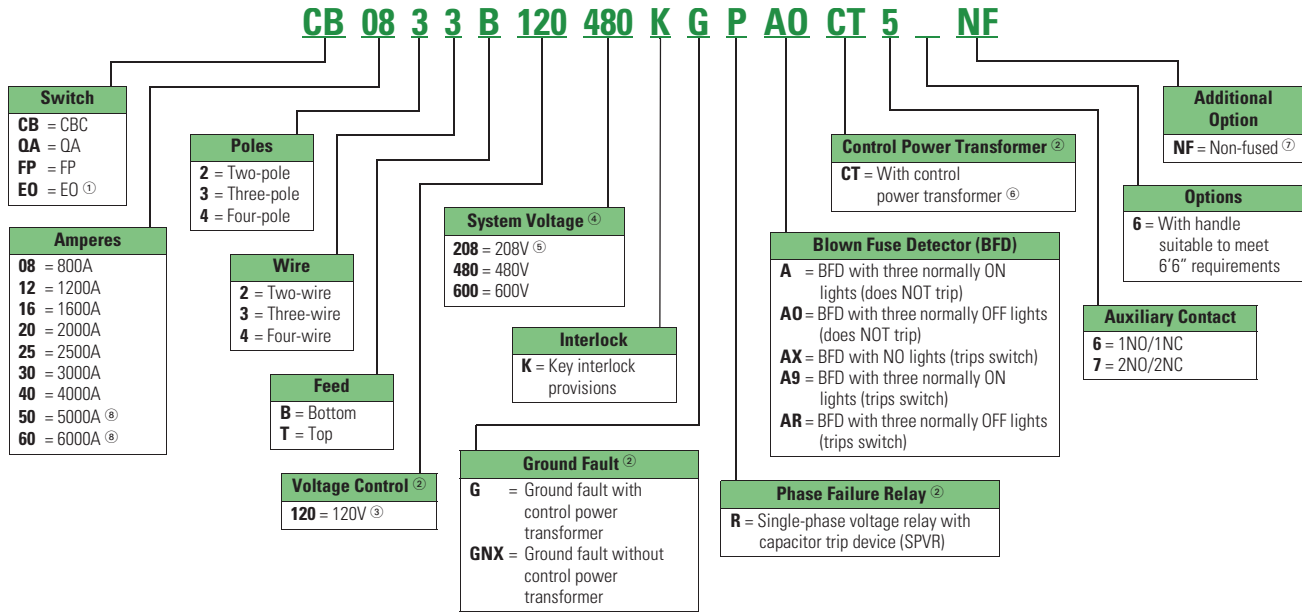 CB 08 3 3 B 120 480 K G P AO CT 5 _ NF
Switch
CB = CBC
QA = QA
FP = FP
EO = EO ①
Amperes
08 = 800A
12 = 1200A
16 = 1600A
20 = 2000A
25 = 2500A
30 = 3000A
40 = 4000A
50 = 5000A ⑧
60 = 6000A ⑧
Poles
2 = Two-pole
3 = Three-pole
4 = Four-pole
Wire
2 = Two-wire
3 = Three-wire
4 = Four-wire
Feed
B = Bottom
T = Top
Voltage Control ②
120 = 120V ③
System Voltage ④
208 = 208V ⑤
480 = 480V
600 = 600V
Interlock
K = Key interlock
provisions
Ground Fault ②
G = Ground fault with
control power
transformer
GNX = Ground fault without
control power
transformer
Phase Failure Relay ②
R = Single-phase voltage relay with
capacitor trip device (SPVR)
Blown Fuse Detector (BFD)
A = BFD with three normally ON
lights (does NOT trip)
AO = BFD with three normally OFF lights
(does NOT trip)
AX = BFD with NO lights (trips switch)
A9 = BFD with three normally ON
lights (trips switch)
AR = BFD with three normally OFF lights
(trips switch)
Control Power Transformer ②
CT = With control
power transformer ⑥
Auxiliary Contact
6 = 1NO/1NC
7 = 2NO/2NC
Options
6 = With handle
suitable to meet
6'6" requirements
Additional
Option
NF = Non-fused ⑦